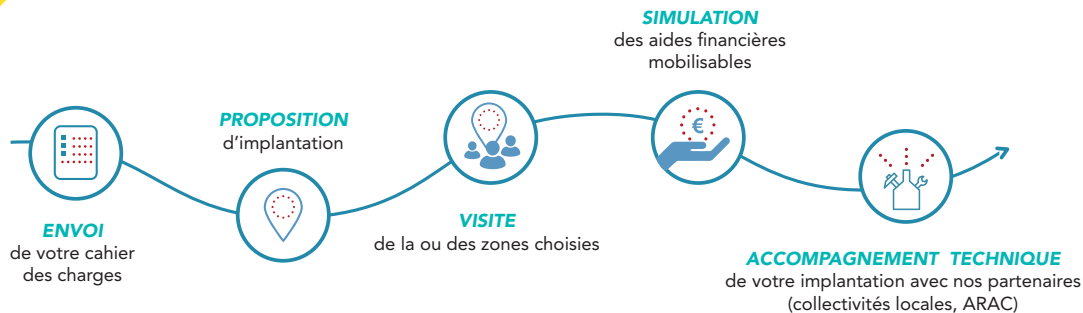 ENVOI
de votre cahier
des charges
PROPOSITION
d’implantation
VISITE
de la ou des zones choisies
SIMULATION
des aides financières
mobilisables
€
ACCOMPAGNEMENT TECHNIQUE
de votre implantation avec nos partenaires
(collectivités locales, ARAC)